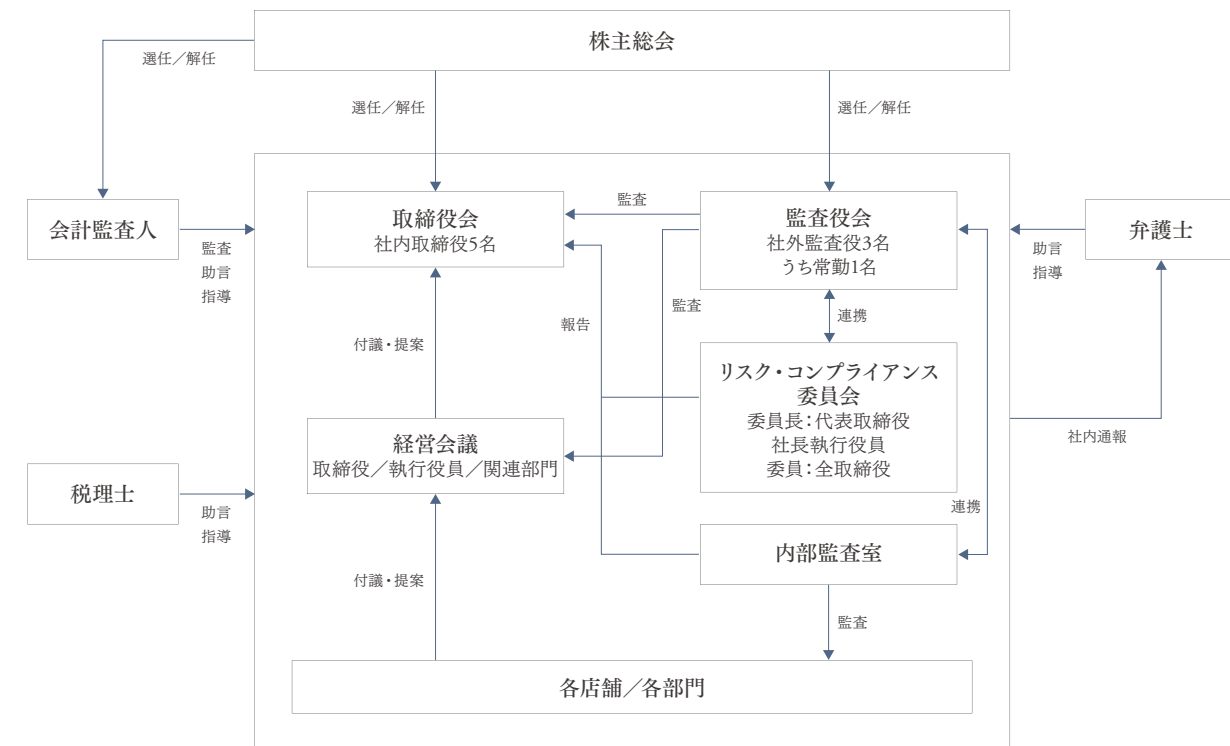 株主総会
選任／解任
選任／解任
選任／解任
会計監査人
監査
助言
指導
取締役会
社内取締役5名
監査
監査役会
社外監査役3名
うち常勤1名
助言
指導
弁護士
監査
連携
報告
付議・提案
リスク・コンプライアンス
委員会
委員長：代表取締役
社長執行役員
委員：全取締役
経営会議
取締役／執行役員／関連部門
社内通報
税理士
助言
指導
連携
内部監査室
付議・提案
監査
各店舗／各部門